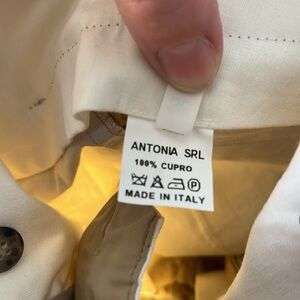 ANTONIA SRL
100% CUPRO
P
MADE IN ITALY